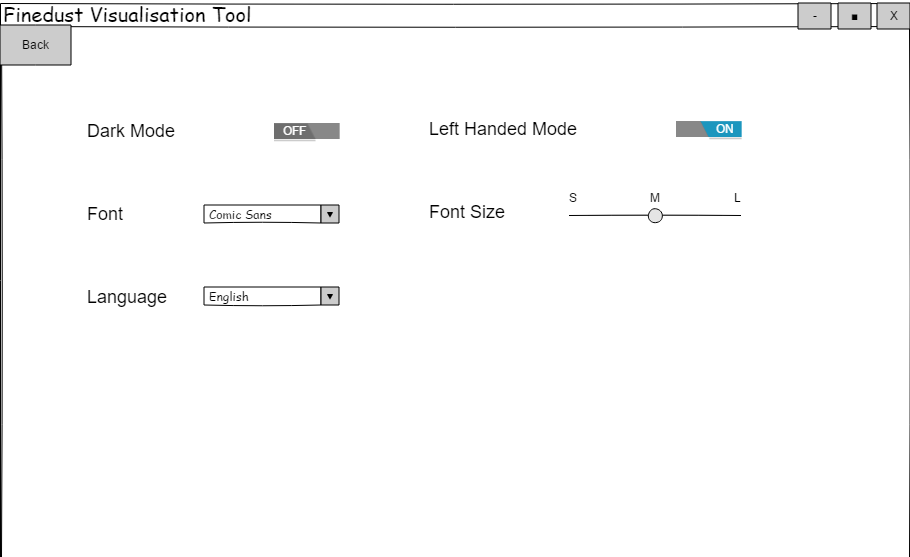 Finedust Visualisation Tool - ■ X
Back
Dark Mode OFF Left Handed Mode ON
S M L
Font Comic Sans ▼ Font Size
Language English ▼